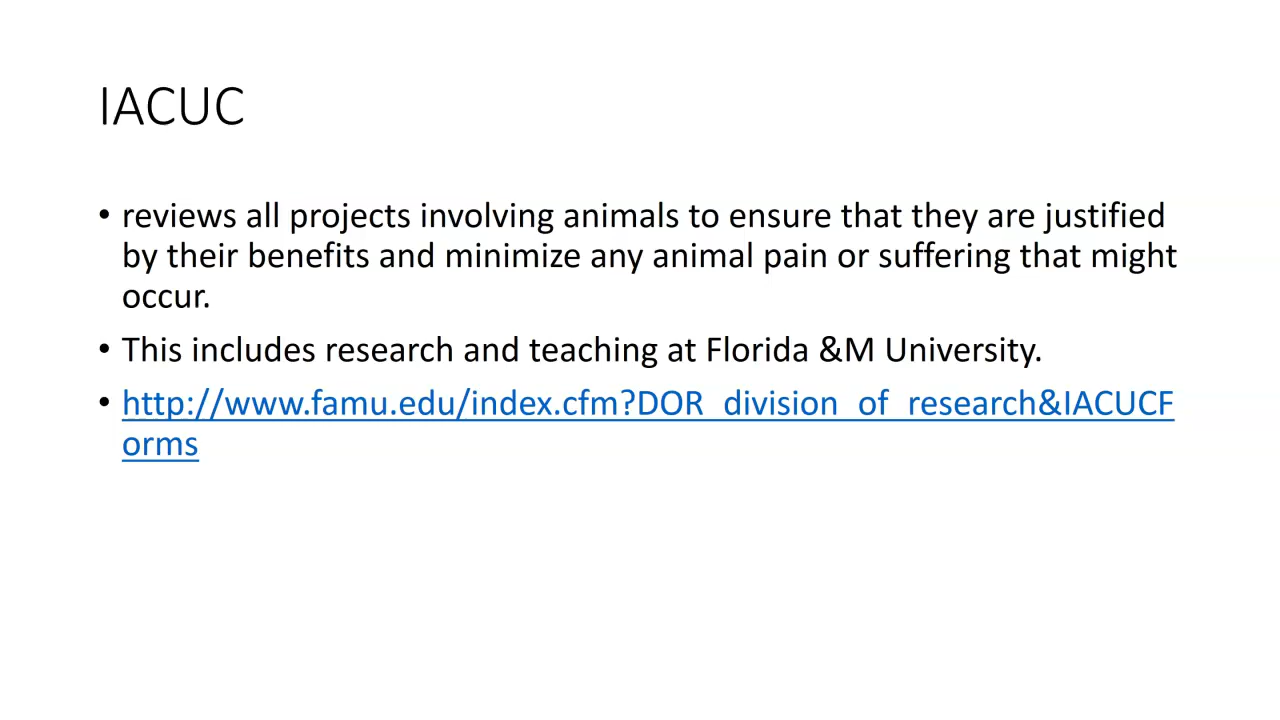 IACUC
• reviews all projects involving animals to ensure that they are justified
by their benefits and minimize any animal pain or suffering that might
occur.
• This includes research and teaching at Florida &M University.
• http://www.famu.edu/index.cfm?DOR_division_of_research&IACUCF
orms